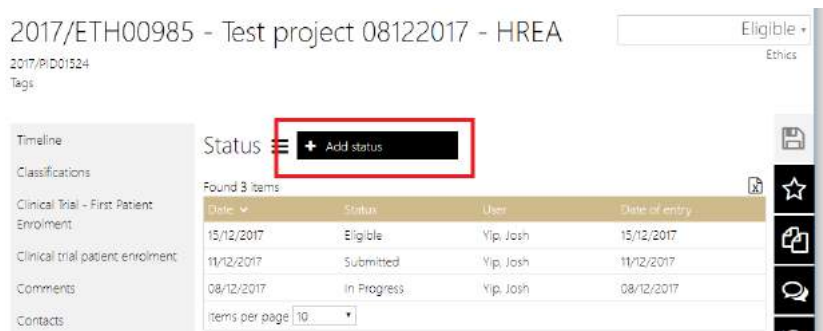 2017/ETH00985 - Test project 08122017 - HREA
Eligible
Ethics
2017/PID01524
Tags
Timeline
Classifications
Clinical Trial - First Patient
Enrolment
Clinical trial patient enrolment
Comments
Contacts
Status
+ Add status
Found 3 items
Date Status User Date of entry
15/12/2017 Eligible Yip, Josh 15/12/2017
11/12/2017 Submitted Yip, Josh 11/12/2017
08/12/2017 In Progress Yip, Josh 08/12/2017
Items per page 10